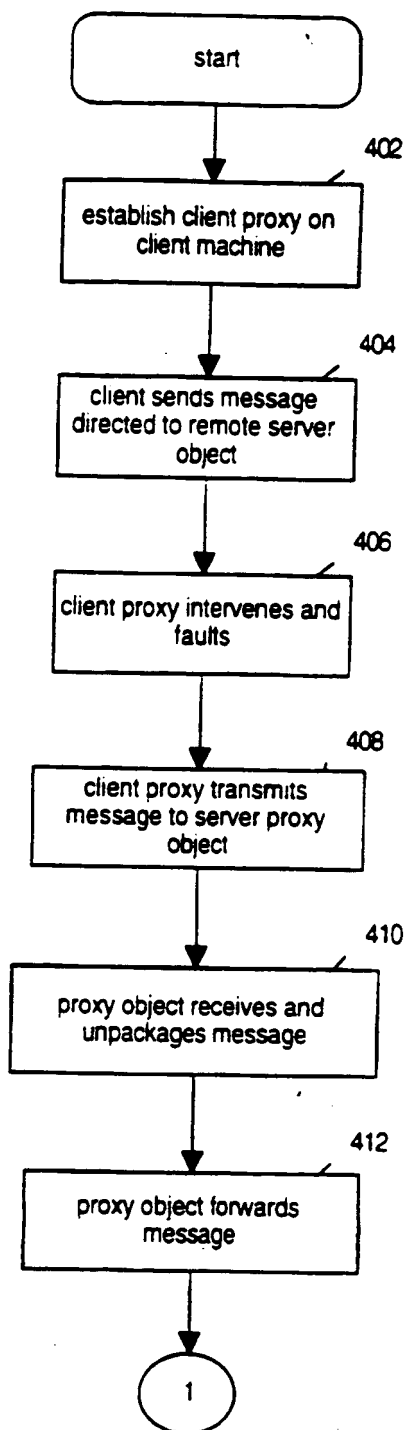 start
402
establish client proxy on
client machine
404
client sends message
directed to remote server
object
406
client proxy intervenes and
faults
408
client proxy transmits
message to server proxy
object
410
proxy object receives and
unpackages message
412
proxy object forwards
message
1